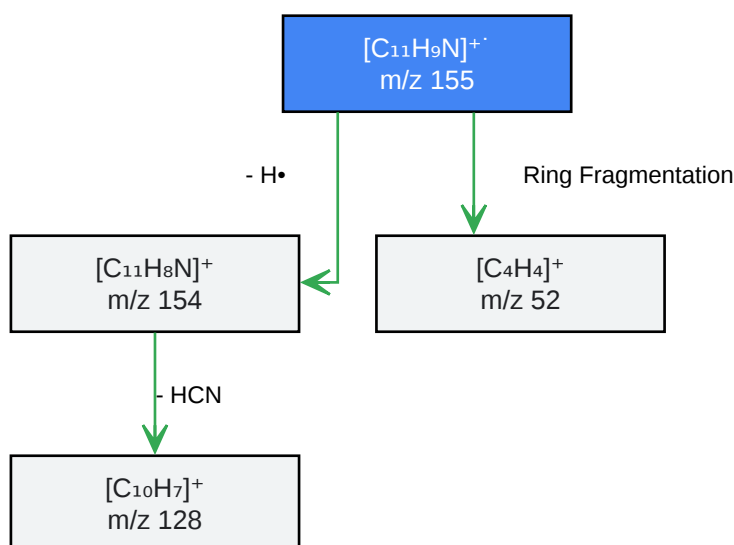 [C₁₁H₉N]⁺˙
m/z 155
- H•
Ring Fragmentation
[C₁₁H₈N]⁺
m/z 154
[C₄H₄]⁺
m/z 52
- HCN
[C₁₀H₇]⁺
m/z 128